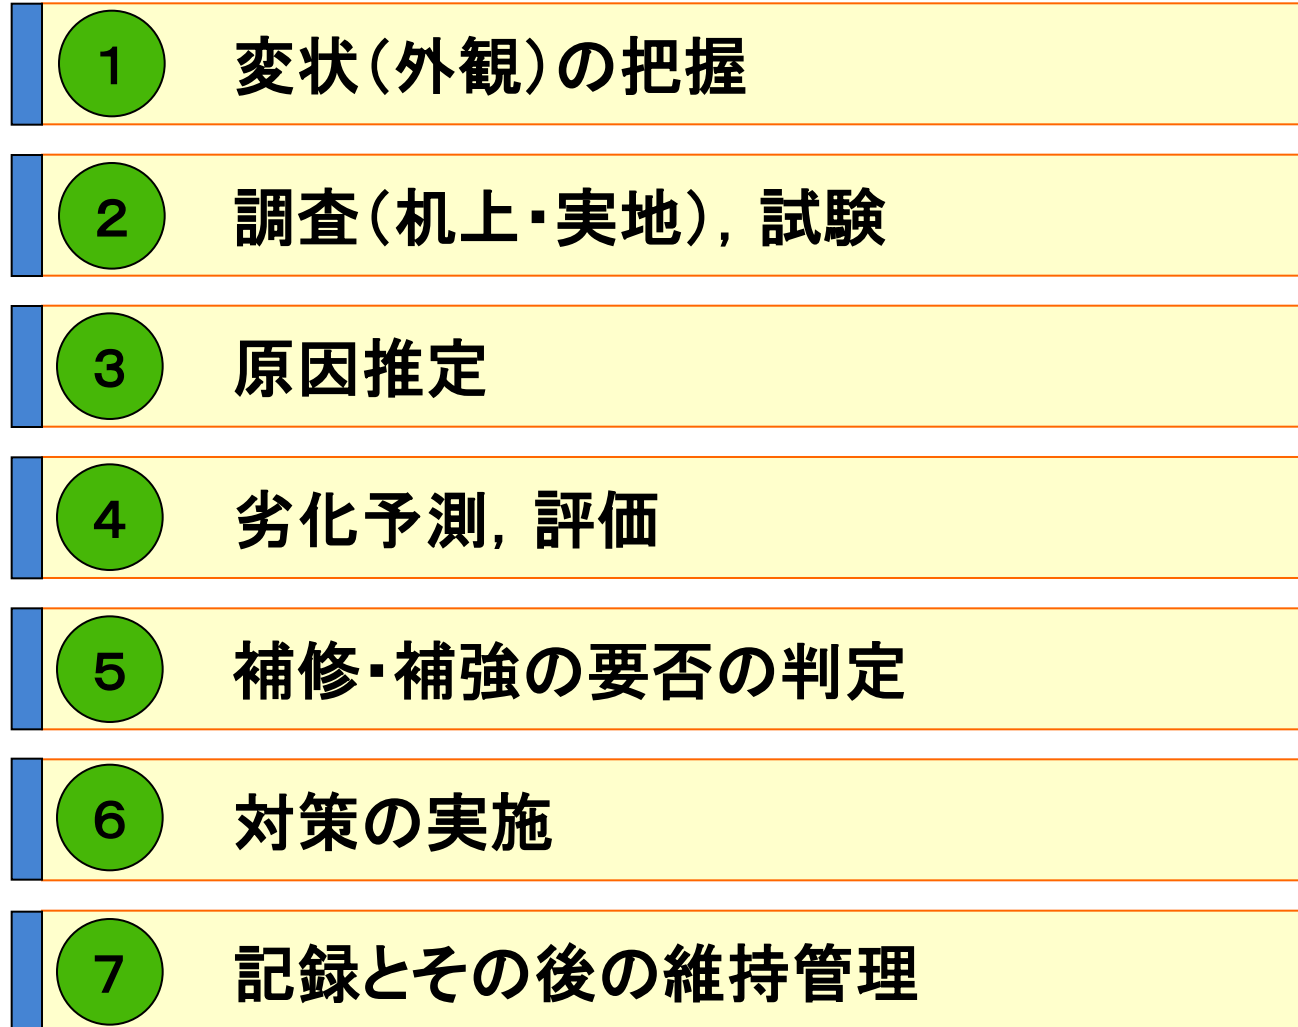 1 変状(外観)の把握
2 調査(机上・実地),試験
3 原因推定
4 劣化予測,評価
5 補修・補強の要否の判定
6 対策の実施
7 記録とその後の維持管理